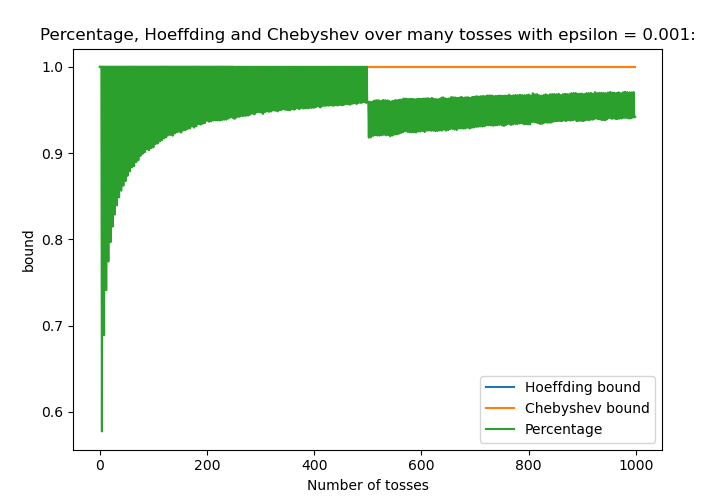 Percentage, Hoeffding and Chebyshev over many tosses with epsilon = 0.001:
1.0
0.9
0.8
0.7
0.6
bound
0 200 400 600 800 1000
Number of tosses
Hoeffding bound
Chebyshev bound
Percentage